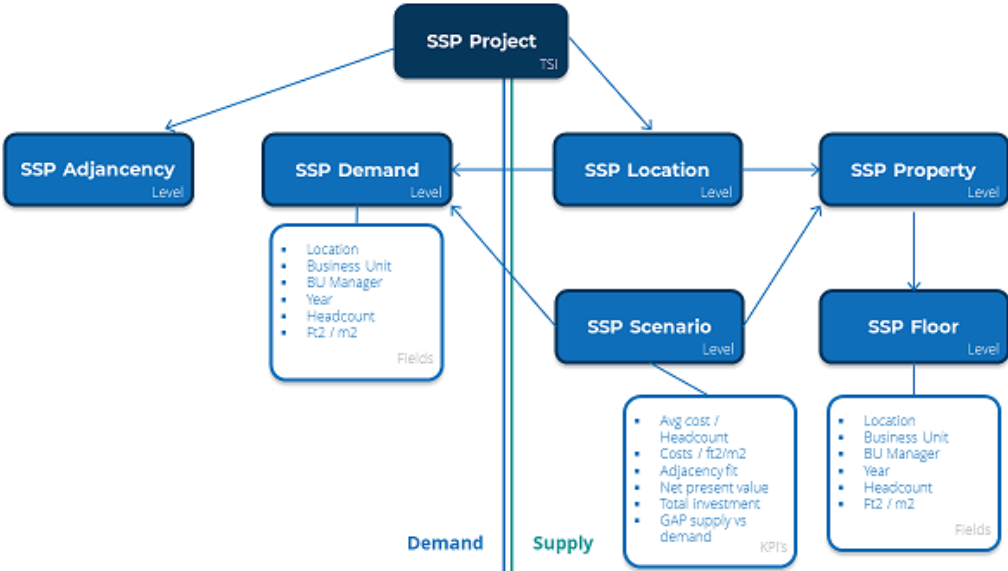 SSP Project
TSI
SSP Adjancency
Level
SSP Demand
Level
SSP Location
Level
SSP Property
Level
Location
Business Unit
BU Manager
Year
Headcount
Ft2 / m2
Fields
SSP Scenario
Level
SSP Floor
Level
Avg cost /
Headcount
Costs / ft2/m2
Adjacency fit
Net present value
Total investment
GAP supply vs
demand
KPI's
Location
Business Unit
BU Manager
Year
Headcount
Ft2 / m2
Fields
Demand
Supply